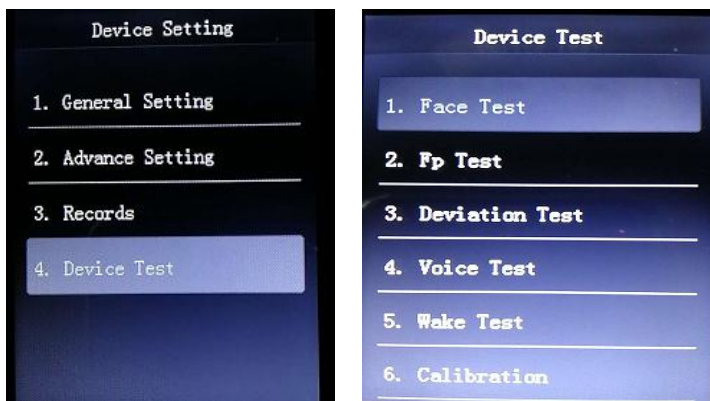 Device Setting
1. General Setting
2. Advance Setting
3. Records
4. Device Test
Device Test
1. Face Test
2. Fp Test
3. Deviation Test
4. Voice Test
5. Wake Test
6. Calibration